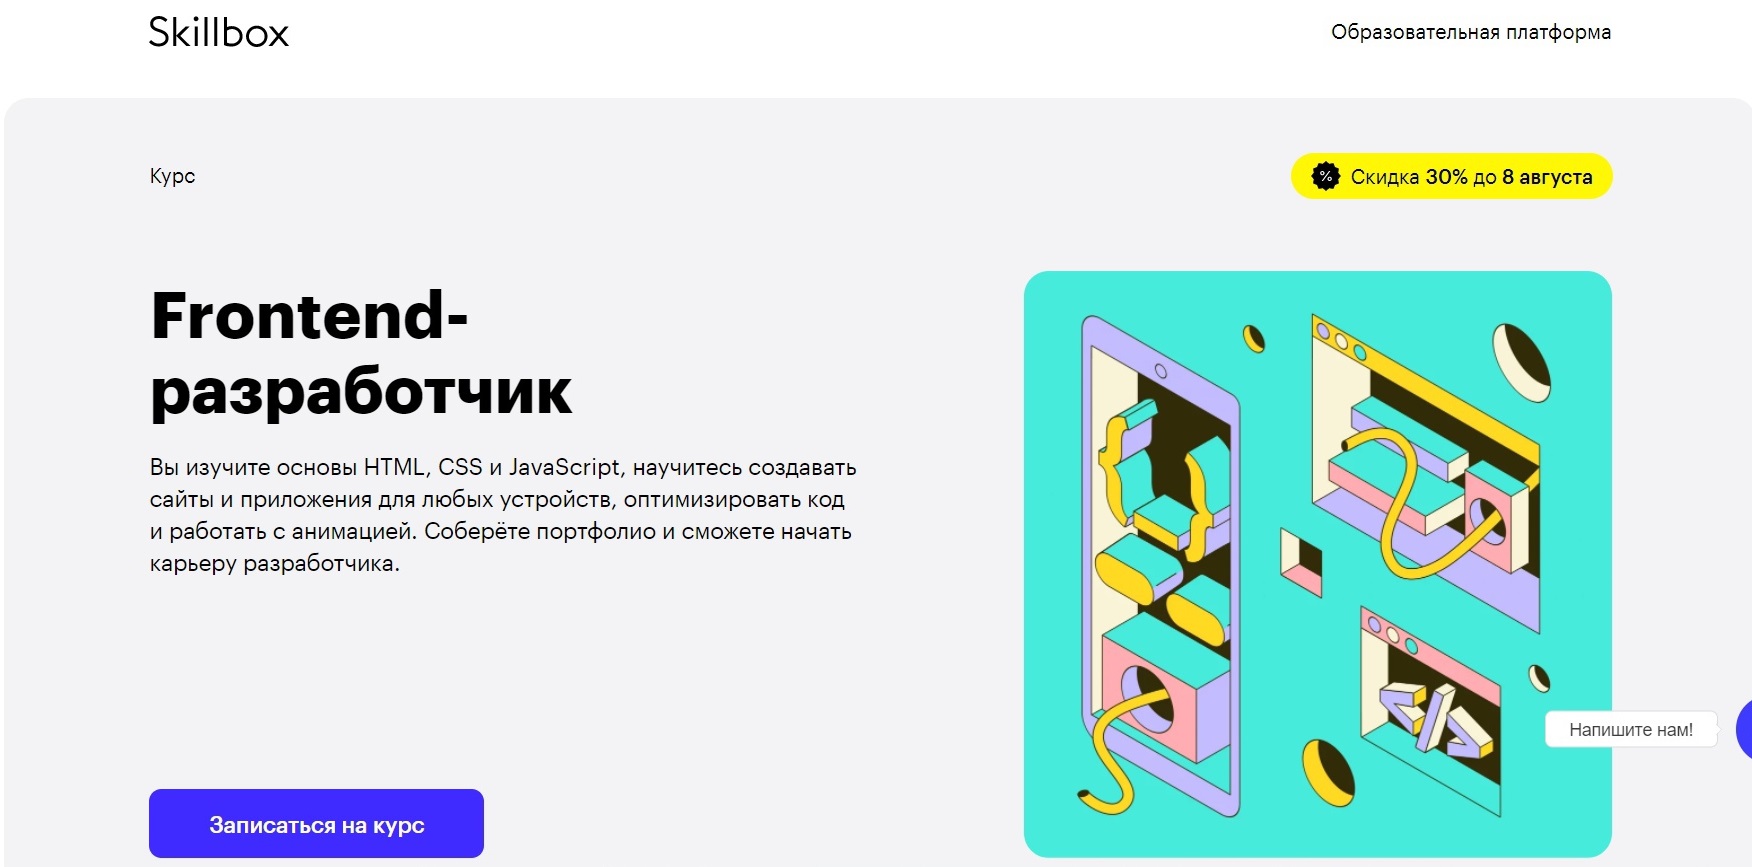 Skillbox
Образовательная платформа
Курс
% Скидка 30% до 8 августа
Frontend-
разработчик
Вы изучите основы HTML, CSS и JavaScript, научитесь создавать
сайты и приложения для любых устройств, оптимизировать код
и работать с анимацией. Соберёте портфолио и сможете начать
карьеру разработчика.
</>
Напишите нам!
Записаться на курс